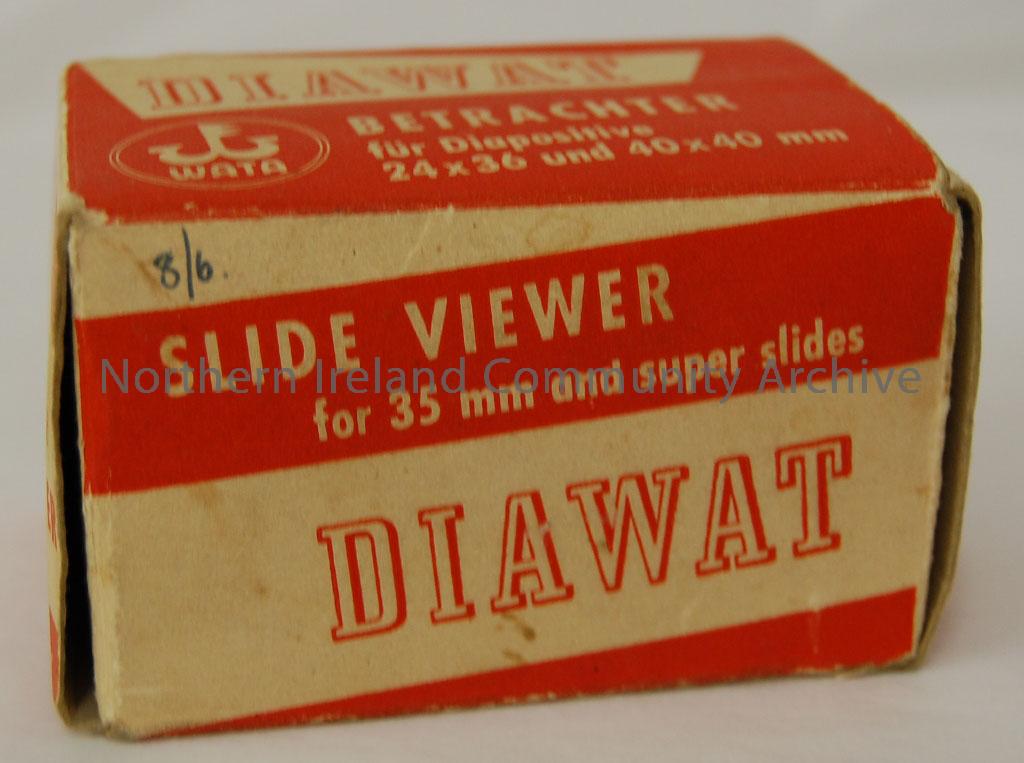 DIAWAT
WATA
BETRACHTER
für Diapositive
24x36 und 40x40 mm
8/6.
SLIDE VIEWER
for 35 mm and super slides
Northern Ireland Community Archive
DIAWAT